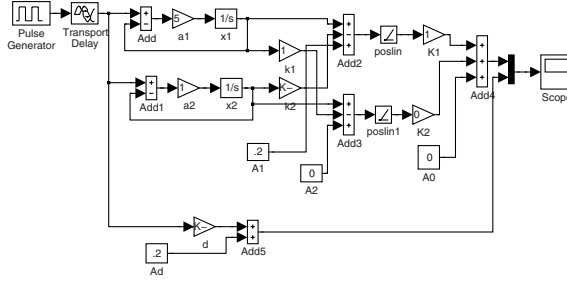 Pulse Generator
Transport Delay
+
-
Add
5
a1
1/s
x1
+
-
Add1
1
a2
1/s
x2
1
k1
K-
k2
+
-
+
Add2
+
-
+
Add3
poslin
poslin1
1
K1
0
K2
+
+
+
Add4
Scope
.2
A1
0
A2
0
A0
K-
d
.2
Ad
+
+
Add5